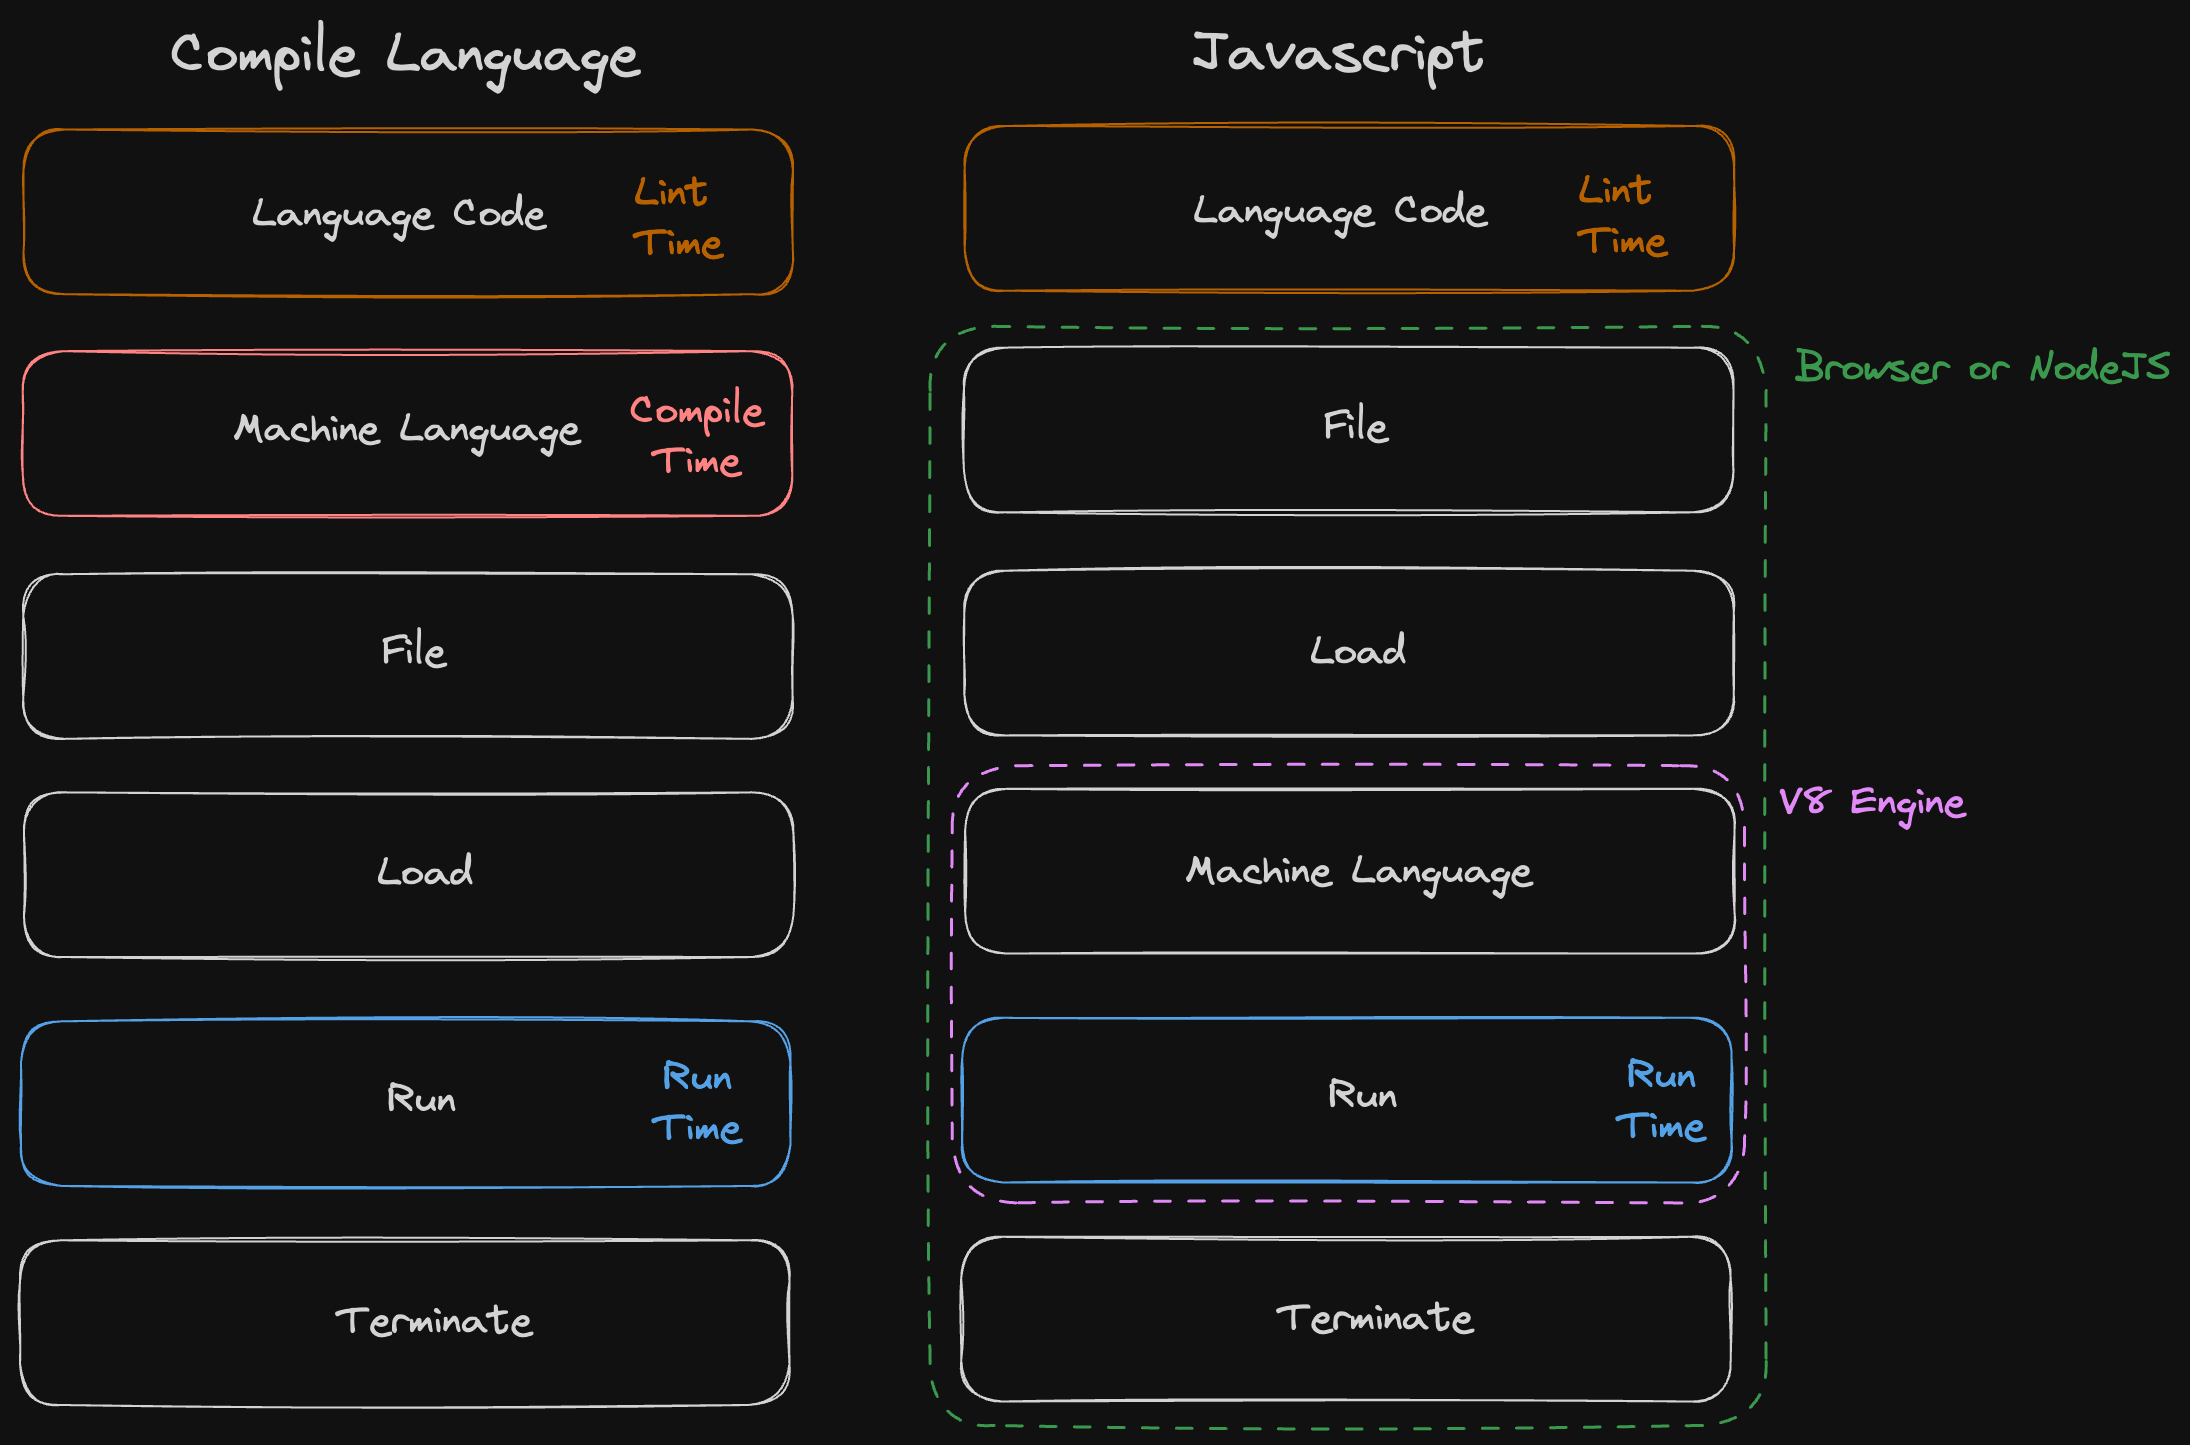 Compile Language
Language Code
Lint
Time
Machine Language
Compile
Time
File
Load
Run
Run
Time
Terminate
Javascript
Language Code
Lint
Time
Browser or NodeJS
File
Load
V8 Engine
Machine Language
Run
Run
Time
Terminate